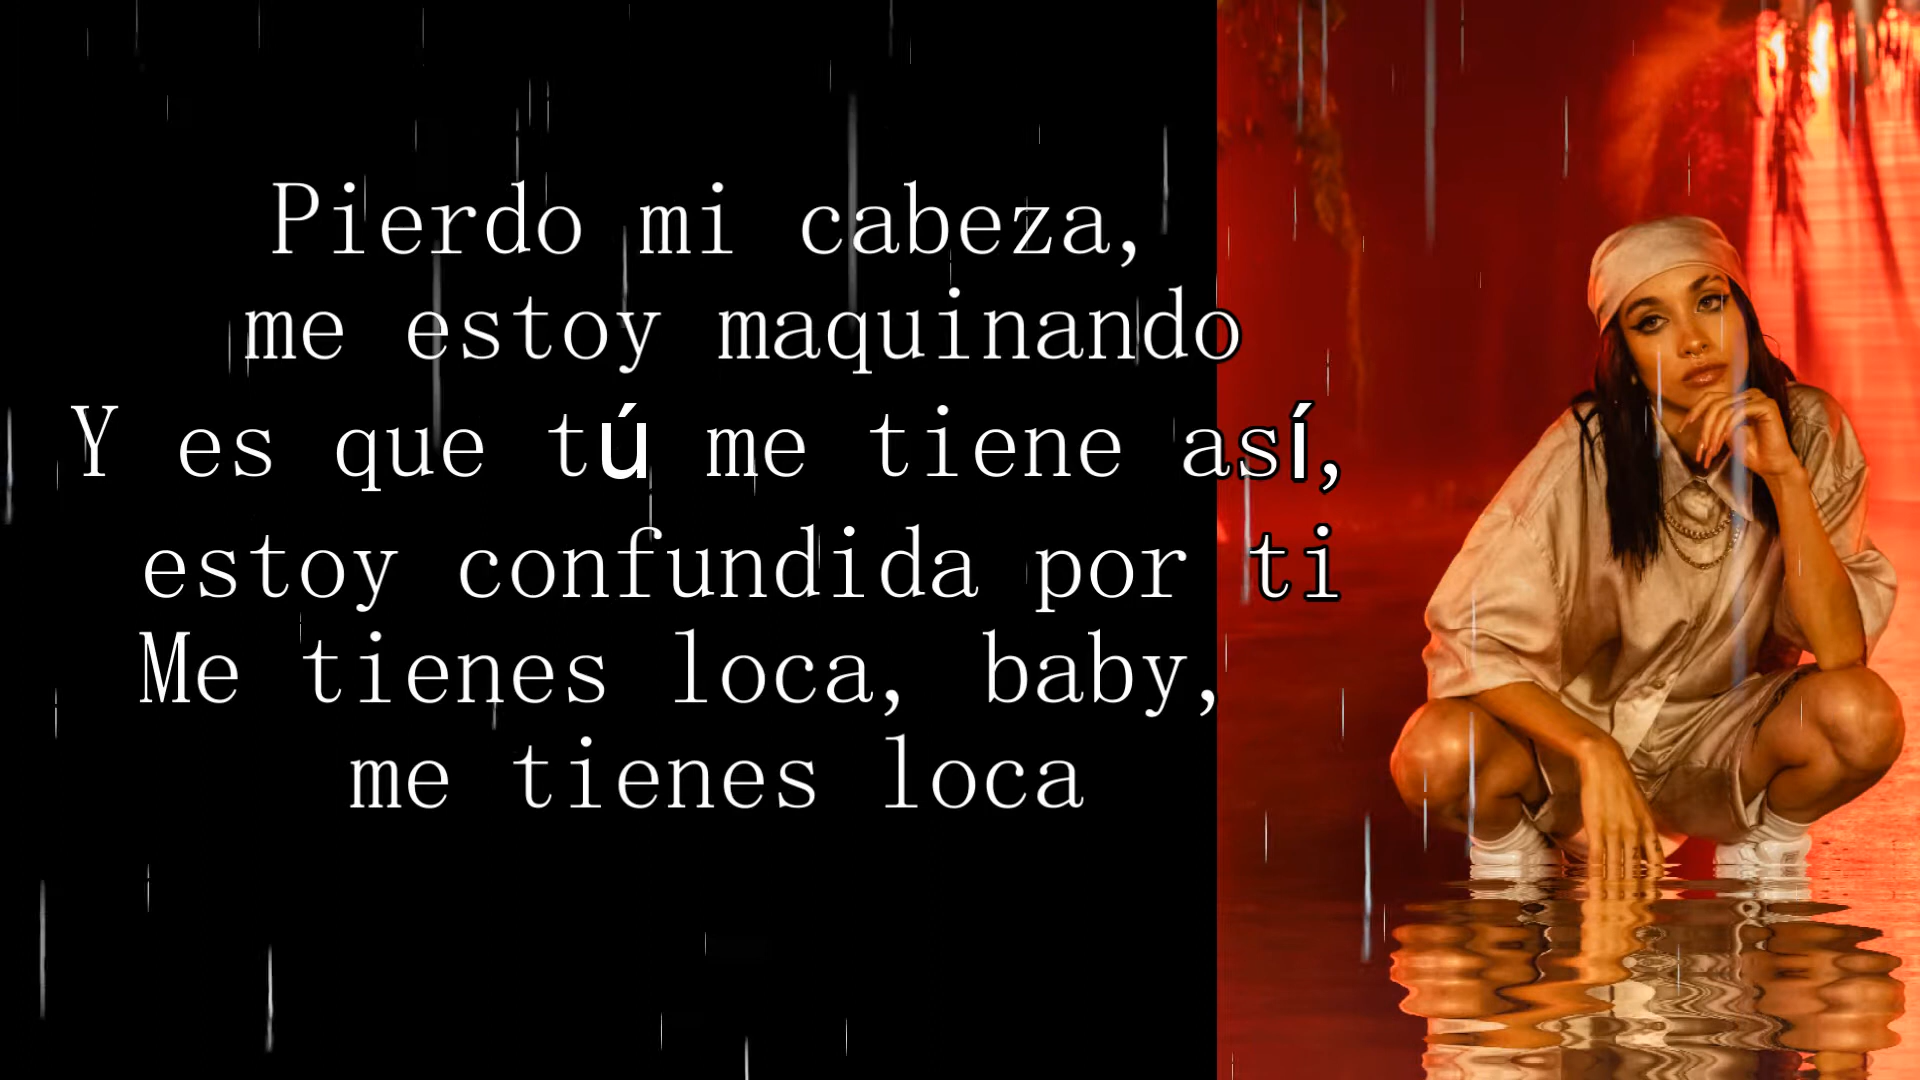 Pierdo mi cabeza,
me estoy maquinando
Y es que tú me tiene así,
estoy confundida por ti
Me tienes loca, baby,
me tienes loca